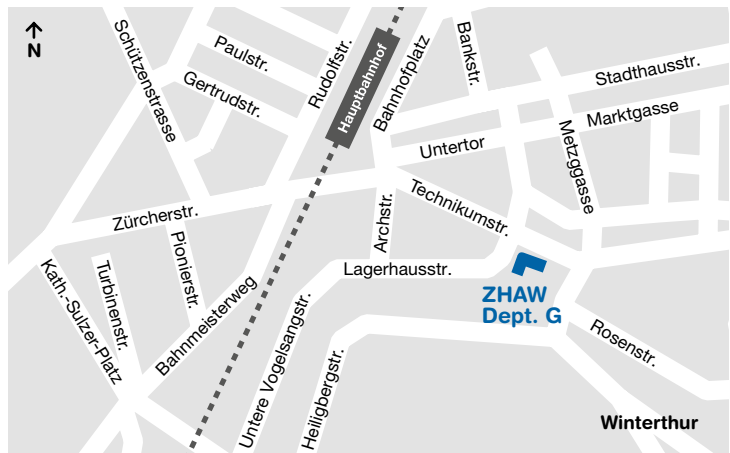 N
Schützenstrasse
Paulstr.
Gertrudstr.
Rudolfstr.
Hauptbahnhof
Bahnhofplatz
Bankstr.
Stadthausstr.
Marktgasse
Untertor
Metzggasse
Technikumstr.
Zürcherstr.
Pionierstr.
Archstr.
Lagerhausstr.
Kath.-Sulzer-Platz
Turbinenstr.
Bahnmeisterweg
Untere Vogelsangstr.
Heiligbergstr.
ZHAW
Dept. G
Rosenstr.
Winterthur